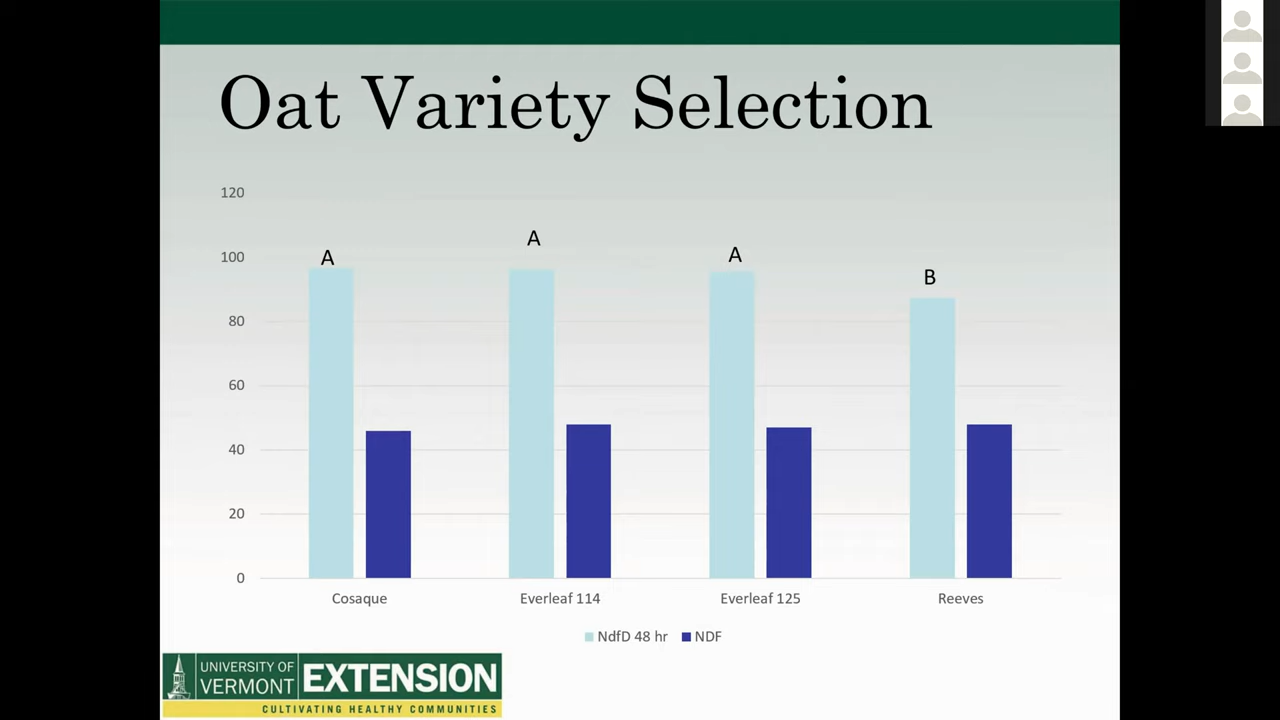 Oat Variety Selection
120
100
80
60
40
20
0
A
A
A
B
Cosaque Everleaf 114 Everleaf 125 Reeves
NdfD 48 hr NDF
UNIVERSITY OF
VERMONT
EXTENSION
CULTIVATING HEALTHY COMMUNITIES